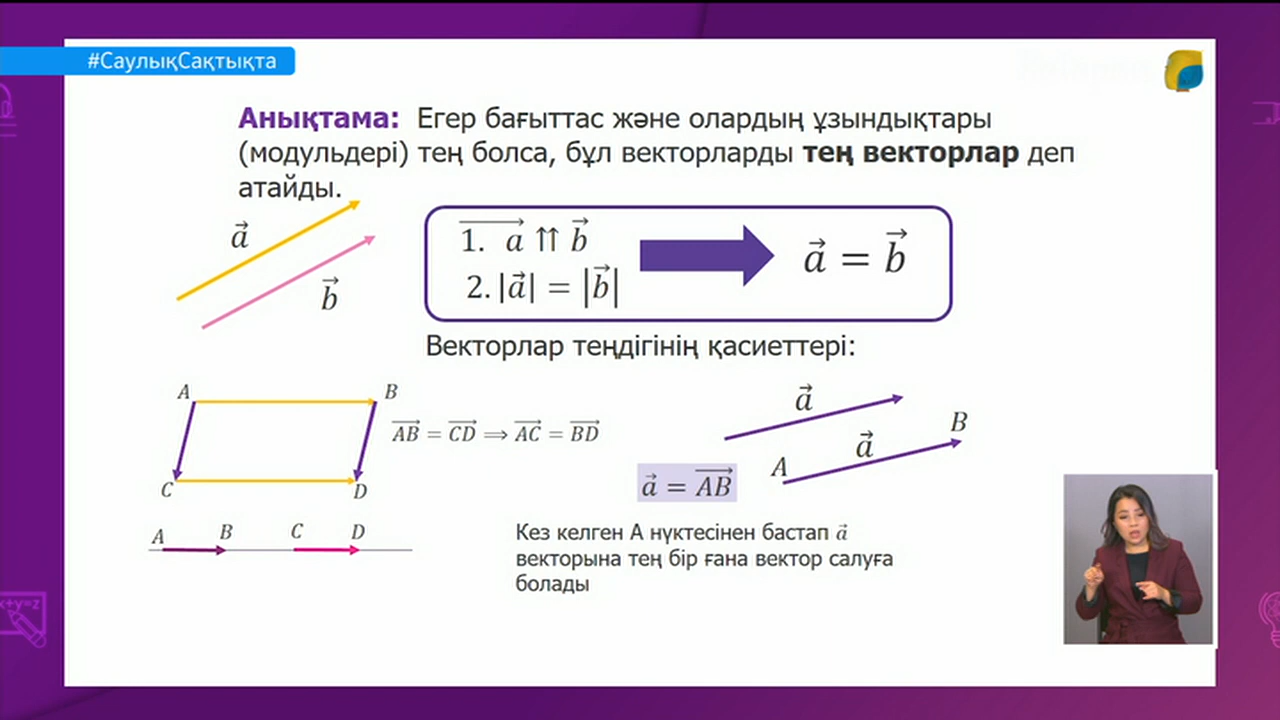 #СаулықСақтықта
Анықтама: Егер бағыттас және олардың ұзындықтары
(модульдері) тең болса, бұл векторларды тең векторлар деп
атайды.
a⃗
b⃗
1. a⃗ ⇈ b⃗
2. |a⃗| = |b⃗|
a⃗ = b⃗
Векторлар теңдігінің қасиеттері:
A
B
C
D
AB⃗ = CD⃗ ⟹ AC⃗ = BD⃗
a⃗
a⃗
A
B
a⃗ = AB⃗
A B C D
Кез келген А нүктесінен бастап a⃗
векторына тең бір ғана вектор салуға
болады
x+y=z